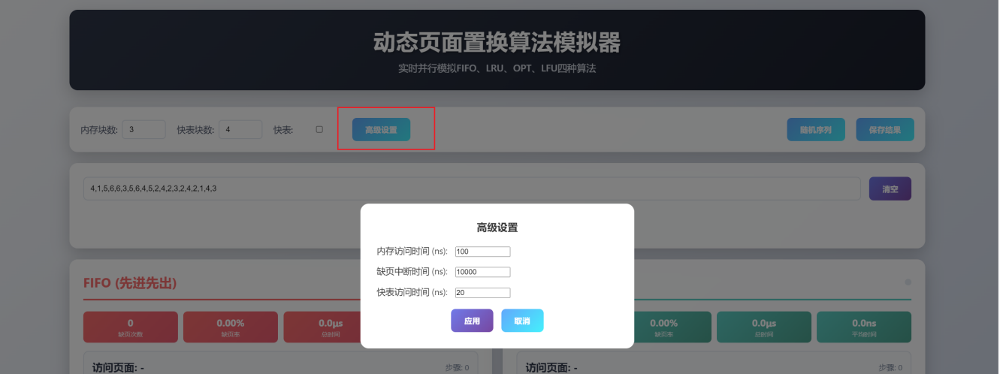 动态页面置换算法模拟器
实时并行模拟FIFO、LRU、OPT、LFU四种算法
内存块数: 3 快表块数: 4 快表: 高级设置 随机序列 保存结果
4,1,5,6,6,3,5,6,4,5,2,4,2,3,2,4,2,1,4,3 清空
高级设置
内存访问时间 (ns): 100
缺页中断时间 (ns): 10000
快表访问时间 (ns): 20
应用 取消
FIFO (先进先出)
0 0.00% 0.0μs 0.00% 0.0μs 0.0ns
缺页次数 缺页率 总时间 缺页率 总时间 平均时间
访问页面: - 步骤: 0 访问页面: - 步骤: 0